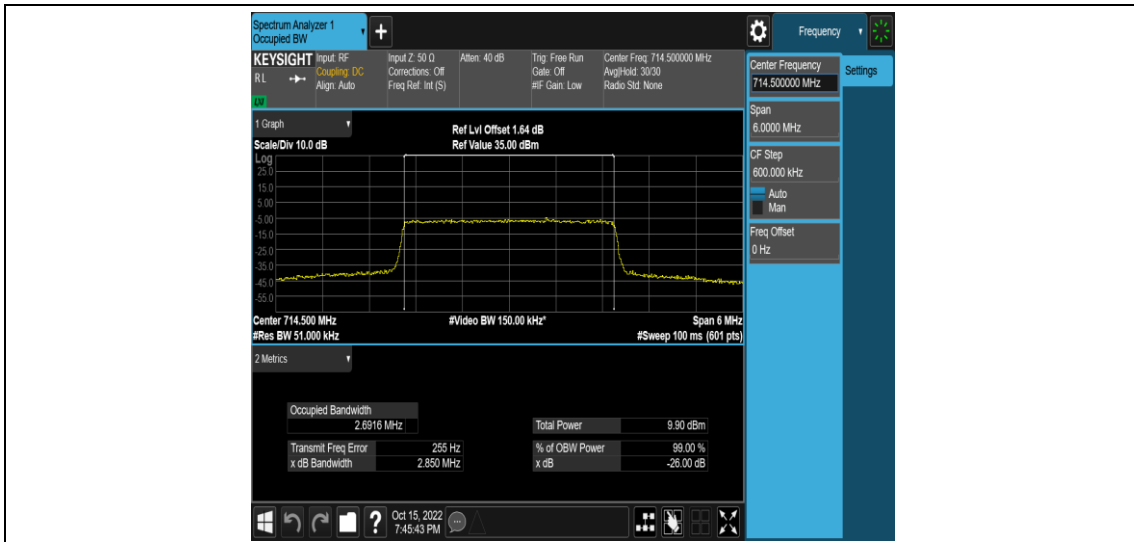 Spectrum Analyzer 1
Occupied BW
+
Frequency
KEYSIGHT
RL
LM
Input: RF
Coupling: DC
Align: Auto
Input Z: 50 Ω
Corrections: Off
Freq Ref: Int (S)
Atten: 40 dB
Trig: Free Run
Gate: Off
#IF Gain: Low
Center Freq: 714.500000 MHz
Avg|Hold: 30/30
Radio Std: None
Center Frequency
714.500000 MHz
Settings
Span
6.0000 MHz
CF Step
600.000 kHz
Auto
Man
Freq Offset
0 Hz
1 Graph
Scale/Div 10.0 dB
Ref Lvl Offset 1.64 dB
Ref Value 35.00 dBm
Log
25.0
15.0
5.00
-5.00
-15.0
-25.0
-35.0
-45.0
-55.0
Center 714.500 MHz
#Video BW 150.00 kHz*
Span 6 MHz
#Res BW 51.000 kHz
#Sweep 100 ms (601 pts)
2 Metrics
Occupied Bandwidth
2.6916 MHz
Total Power 9.90 dBm
Transmit Freq Error 255 Hz
% of OBW Power 99.00 %
x dB Bandwidth 2.850 MHz
x dB -26.00 dB
?
Oct 15, 2022
7:45:43 PM